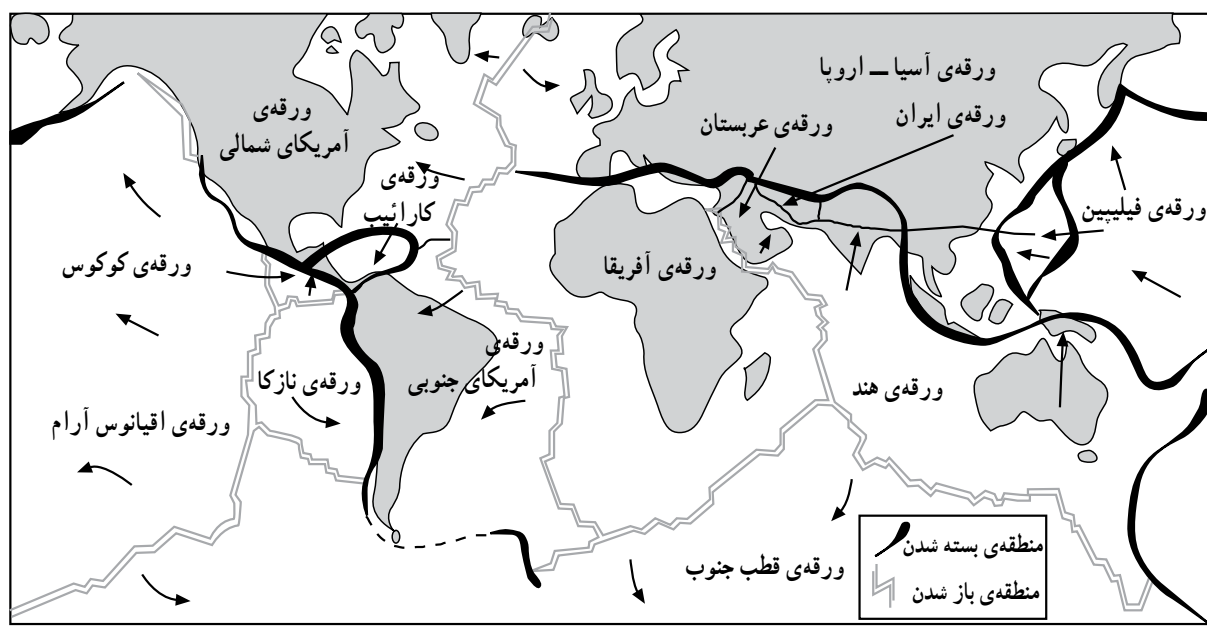 ورقه‌ی آسیا ــ اروپا
ورقه‌ی ایران
ورقه‌ی عربستان
ورقه‌ی
آمریکای شمالی
ورقه‌ی
کارائیب
ورقه‌ی فیلیپین
ورقه‌ی آفریقا
ورقه‌ی کوکوس
ورقه‌ی
آمریکای جنوبی
ورقه‌ی نازکا
ورقه‌ی هند
ورقه‌ی اقیانوس آرام
ورقه‌ی قطب جنوب
منطقه‌ی بسته شدن
منطقه‌ی باز شدن